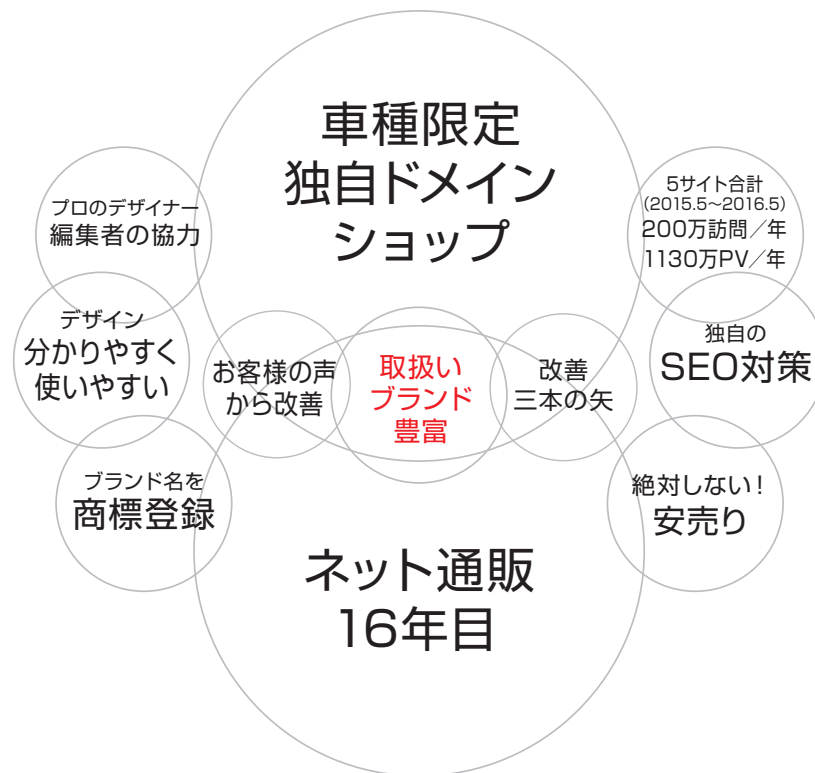 車種限定
独自ドメイン
ショップ
プロのデザイナー
編集者の協力
5サイト合計
(2015.5~2016.5)
200万訪問／年
1130万PV／年
デザイン
分かりやすく
使いやすい
お客様の声
から改善
取扱い
ブランド
豊富
改善
三本の矢
独自の
SEO対策
ブランド名を
商標登録
絶対しない！
安売り
ネット通販
16年目